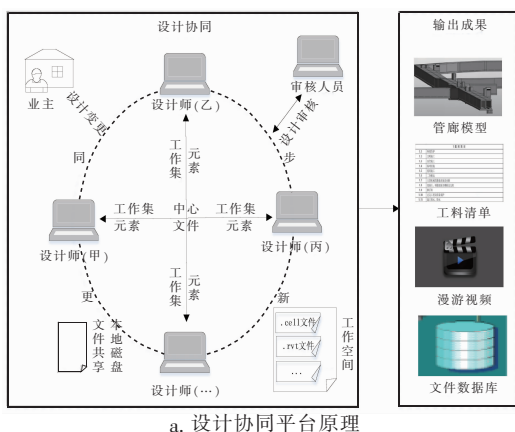 设计协同
输出成果
业主
设计变更
设计师(乙)
审核人员
设计审核
同
步
工作集
元素
管廊模型
工作集
元素
中心
文件
工作集
元素
设计师(甲)
设计师(丙)
工料清单
工作集
元素
更
新
漫游视频
本地磁盘
文件共享
设计师(…)
.cell文件
.rvt文件
...
工作空间
文件数据库
a. 设计协同平台原理